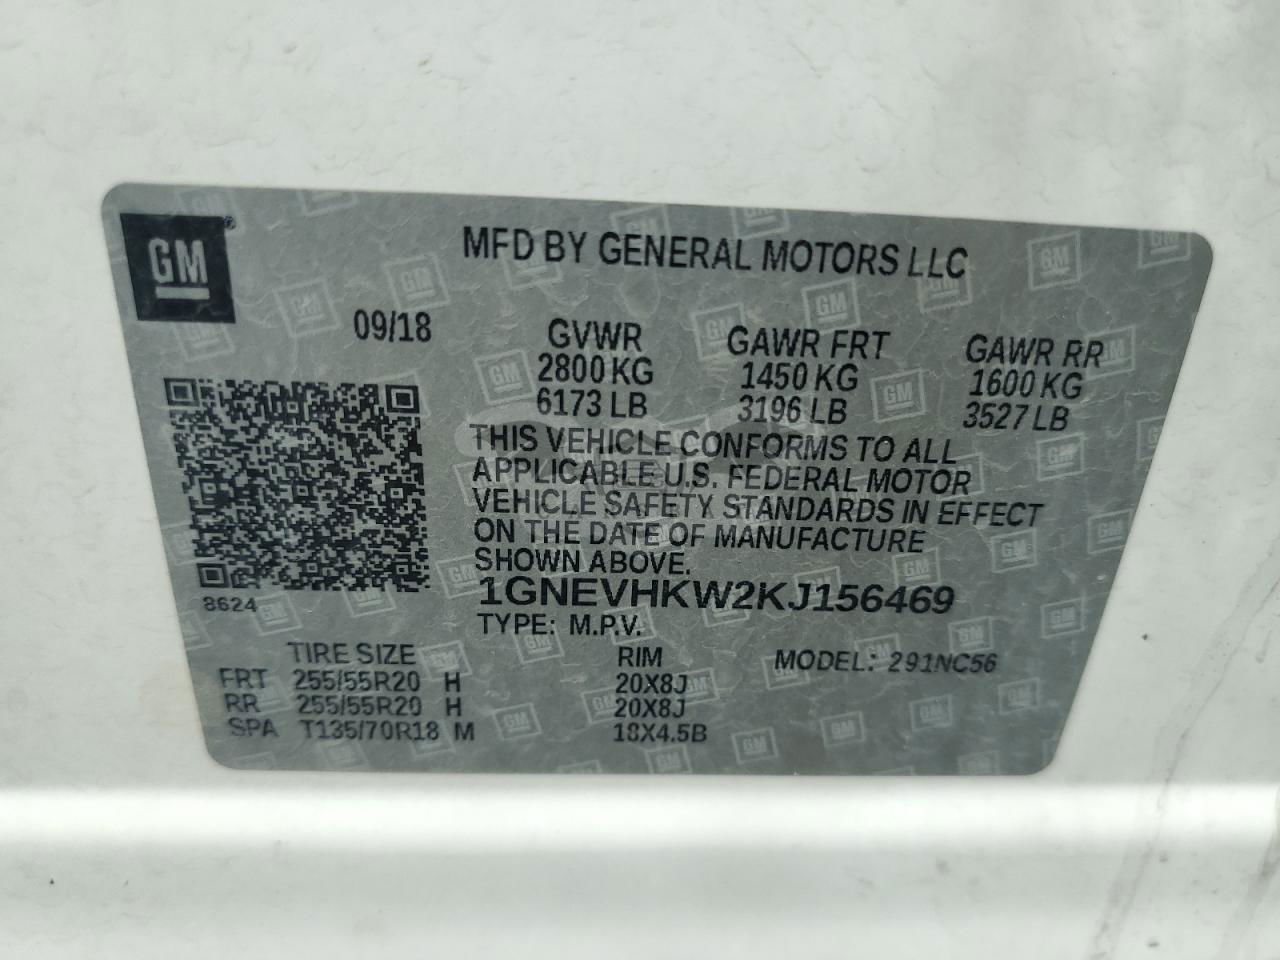 GM®
MFD BY GENERAL MOTORS LLC
09/18
GVWR GAWR FRT GAWR RR
2800 KG 1450 KG 1600 KG
6173 LB 3196 LB 3527 LB
THIS VEHICLE CONFORMS TO ALL
APPLICABLE U.S. FEDERAL MOTOR
VEHICLE SAFETY STANDARDS IN EFFECT
ON THE DATE OF MANUFACTURE
SHOWN ABOVE.
8624
1GNEVHKW2KJ156469
TYPE: M.P.V.
TIRE SIZE RIM MODEL: 291NC56
FRT 255/55R20 H 20X8J
RR 255/55R20 H 20X8J
SPA T135/70R18 M 18X4.5B